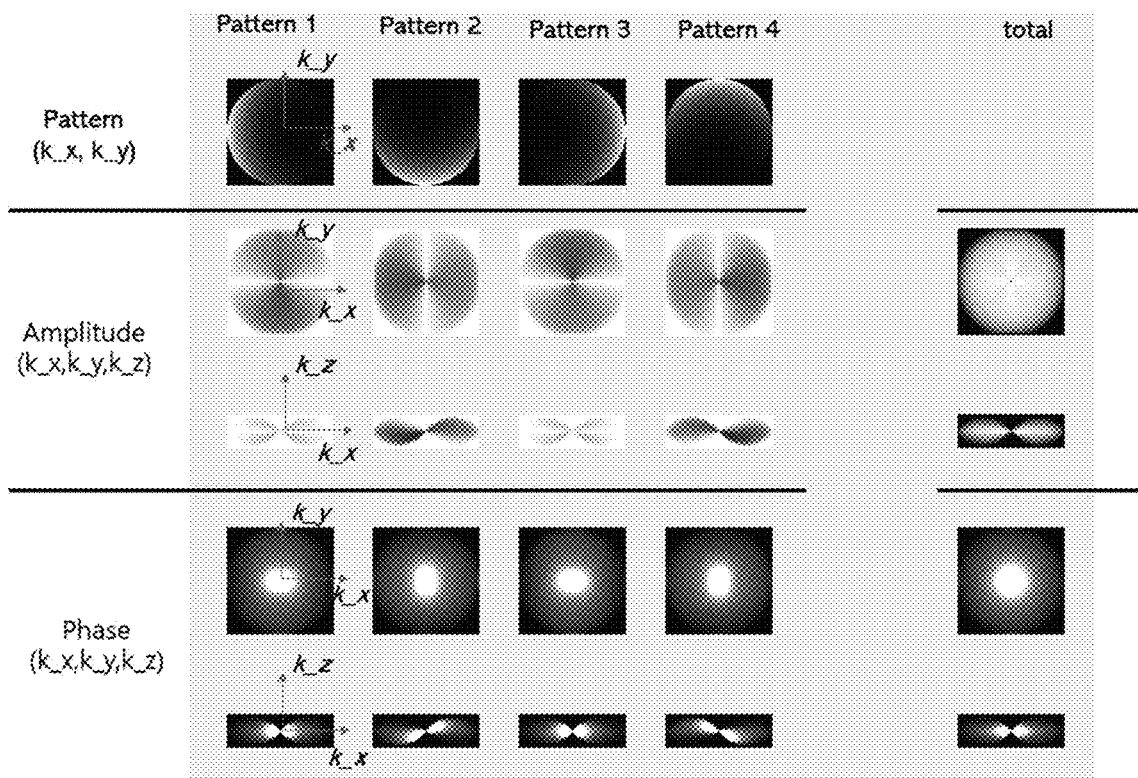 Pattern 1 Pattern 2 Pattern 3 Pattern 4 total
k_y
Pattern
(k_x, k_y)
k_y
k_x
Amplitude
(k_x,k_y,k_z)
k_z
k_x
k_y
k_x
Phase
(k_x,k_y,k_z)
k_z
k_x